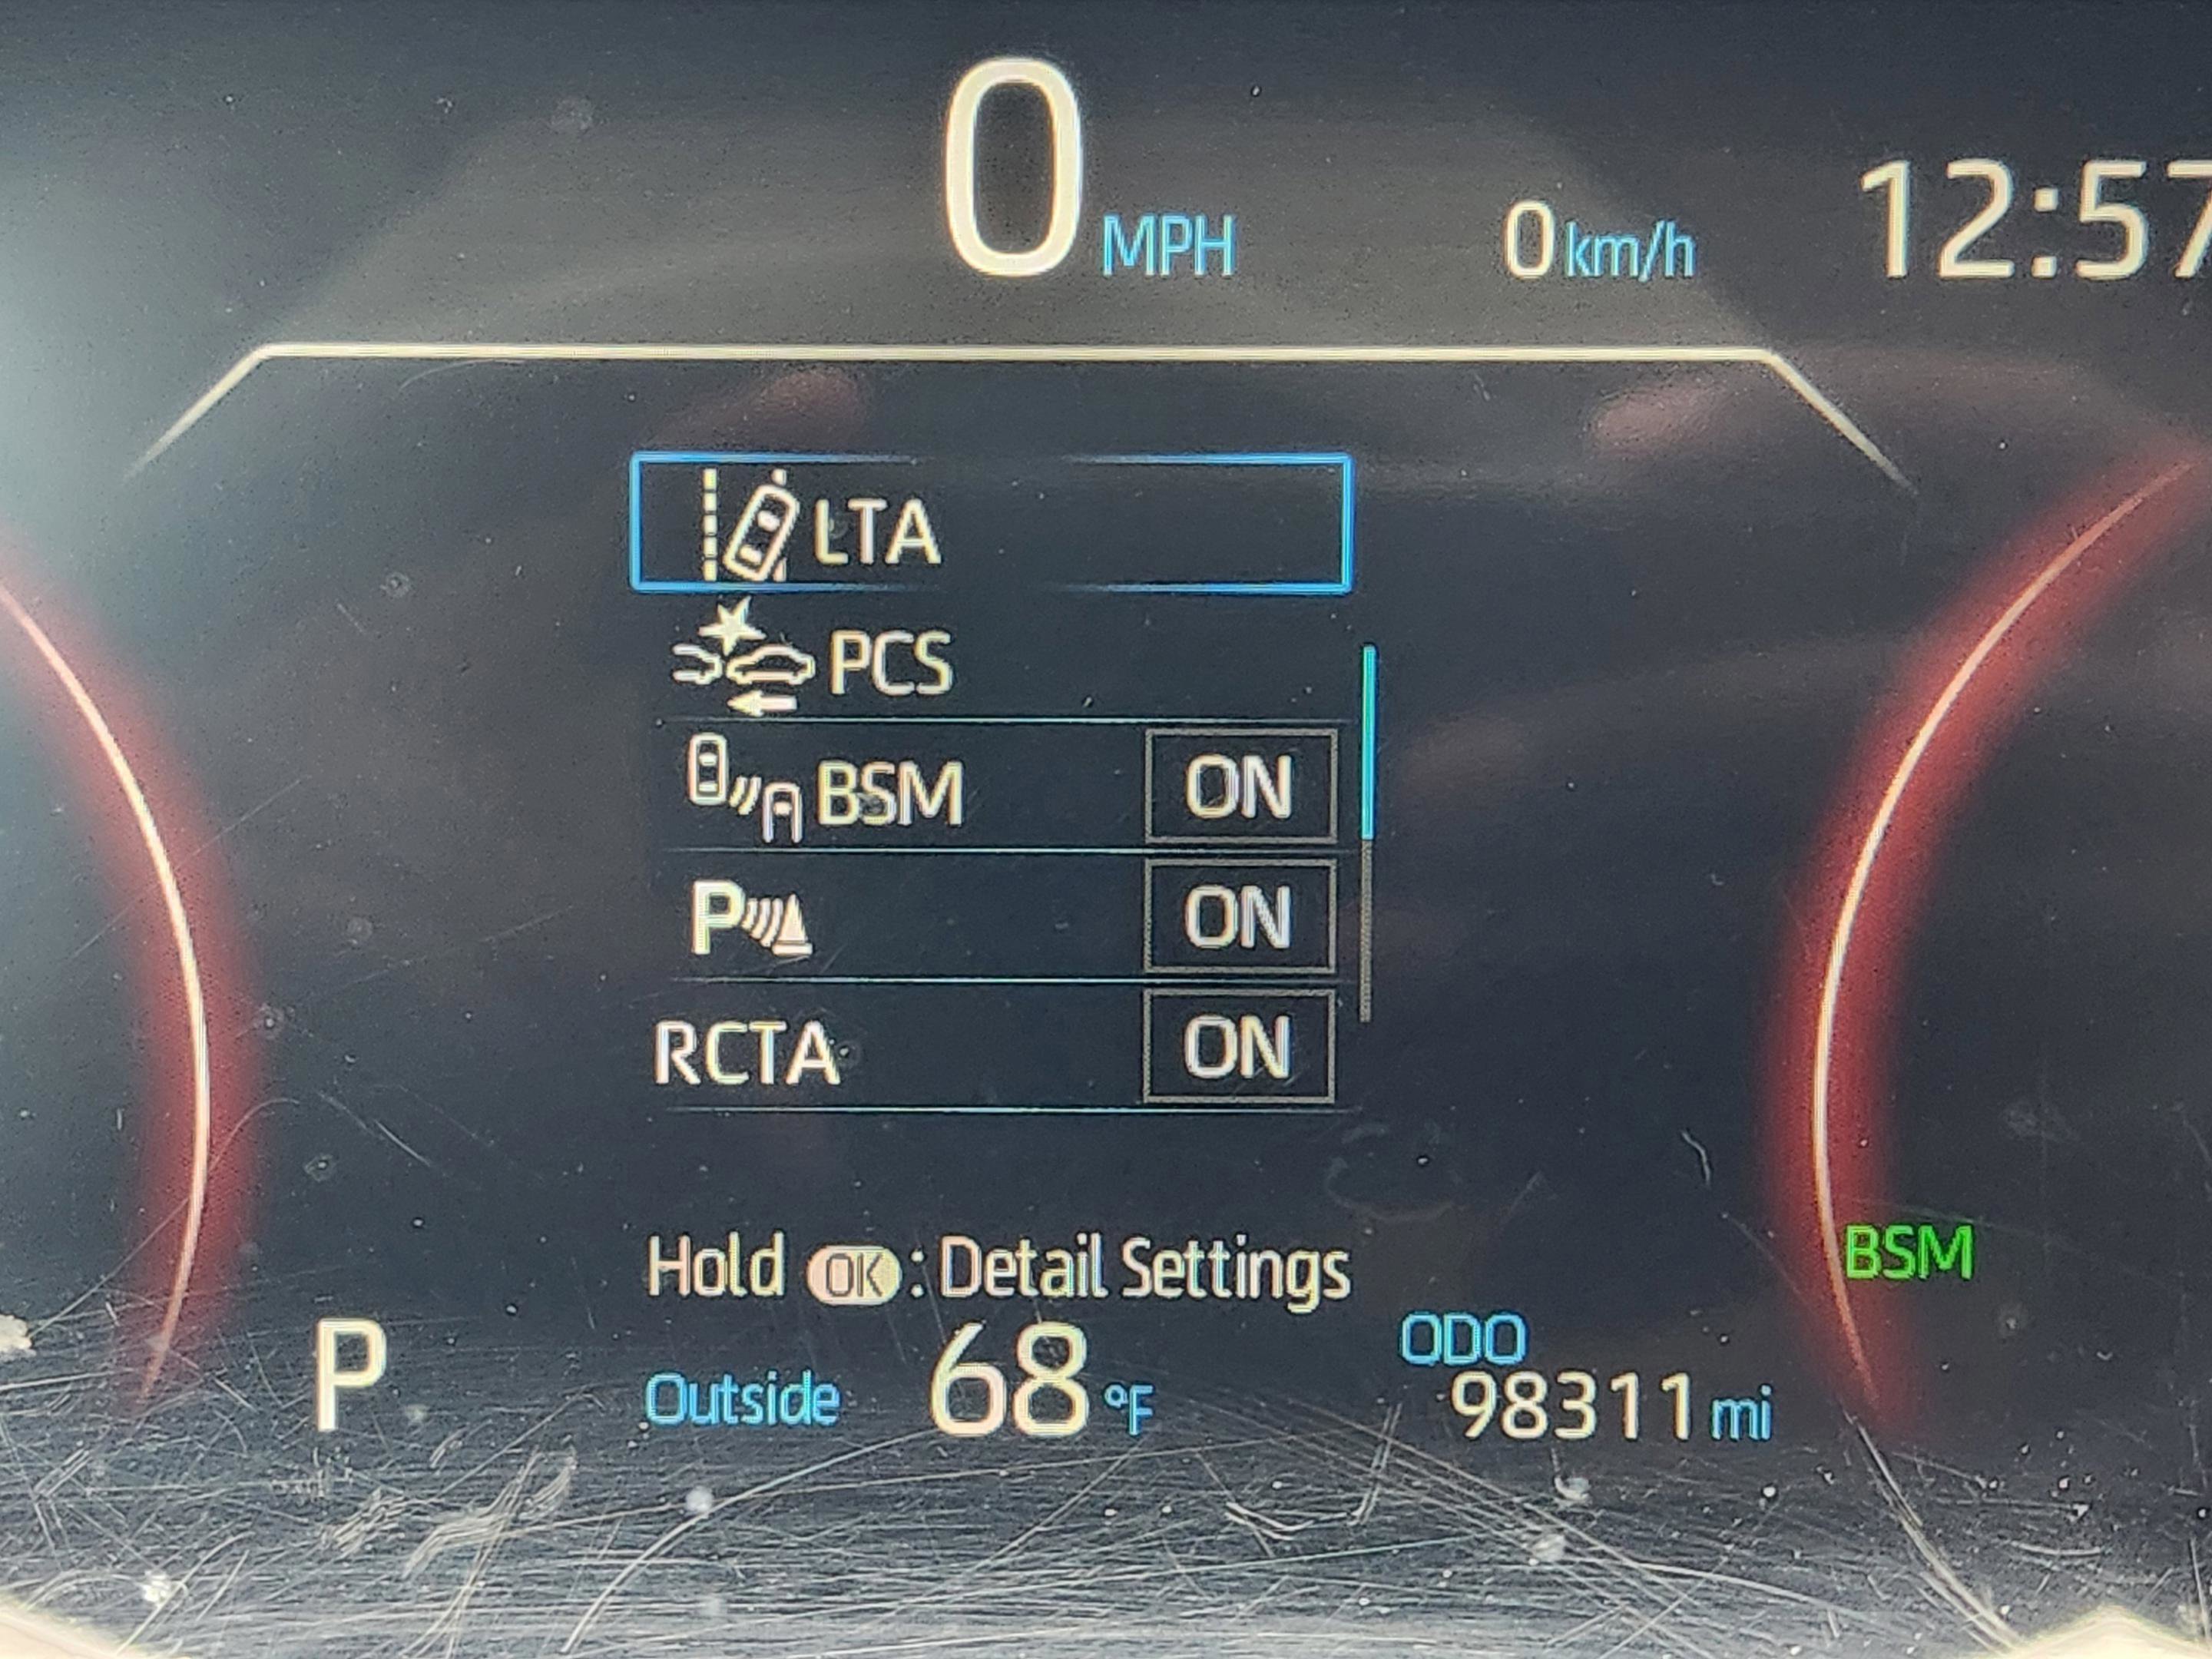 0 MPH
0 km/h
12:57
LTA
PCS
BSM ON
P ON
RCTA ON
Hold OK : Detail Settings
BSM
P
Outside 68 °F
ODO
98311 mi